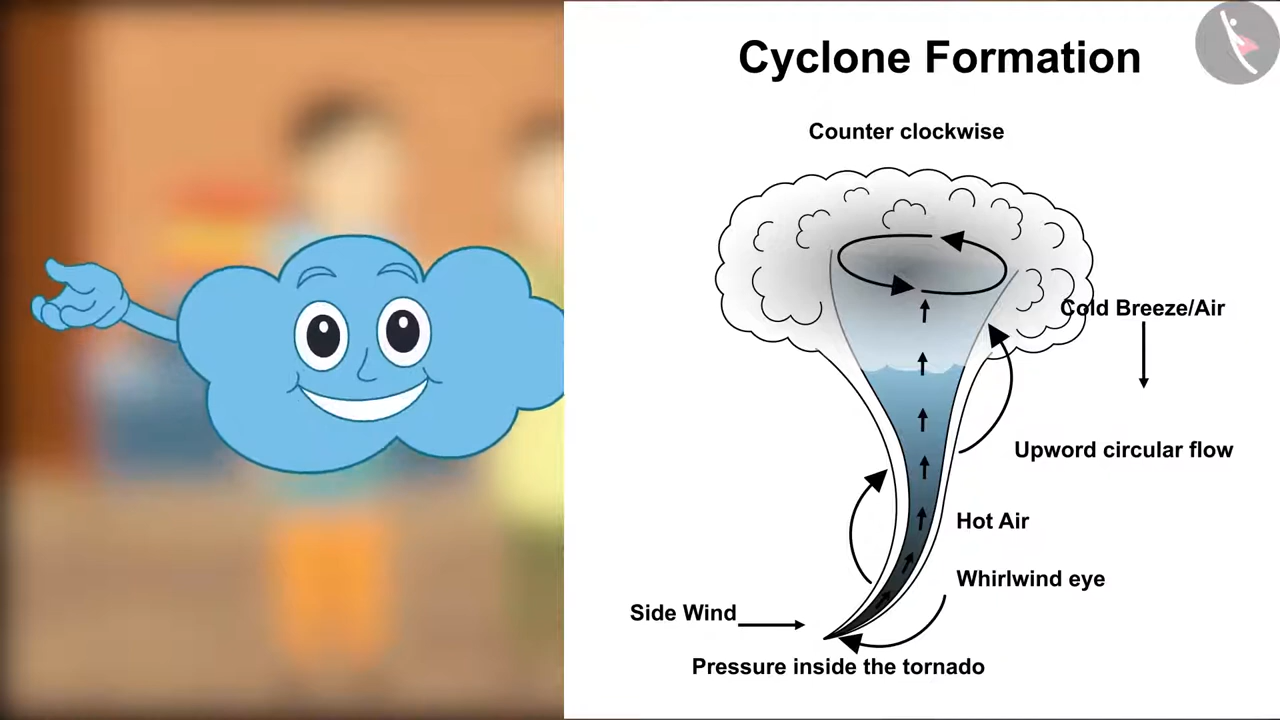 Cyclone Formation
Counter clockwise
Cold Breeze/Air
Upword circular flow
Hot Air
Whirlwind eye
Side Wind
Pressure inside the tornado